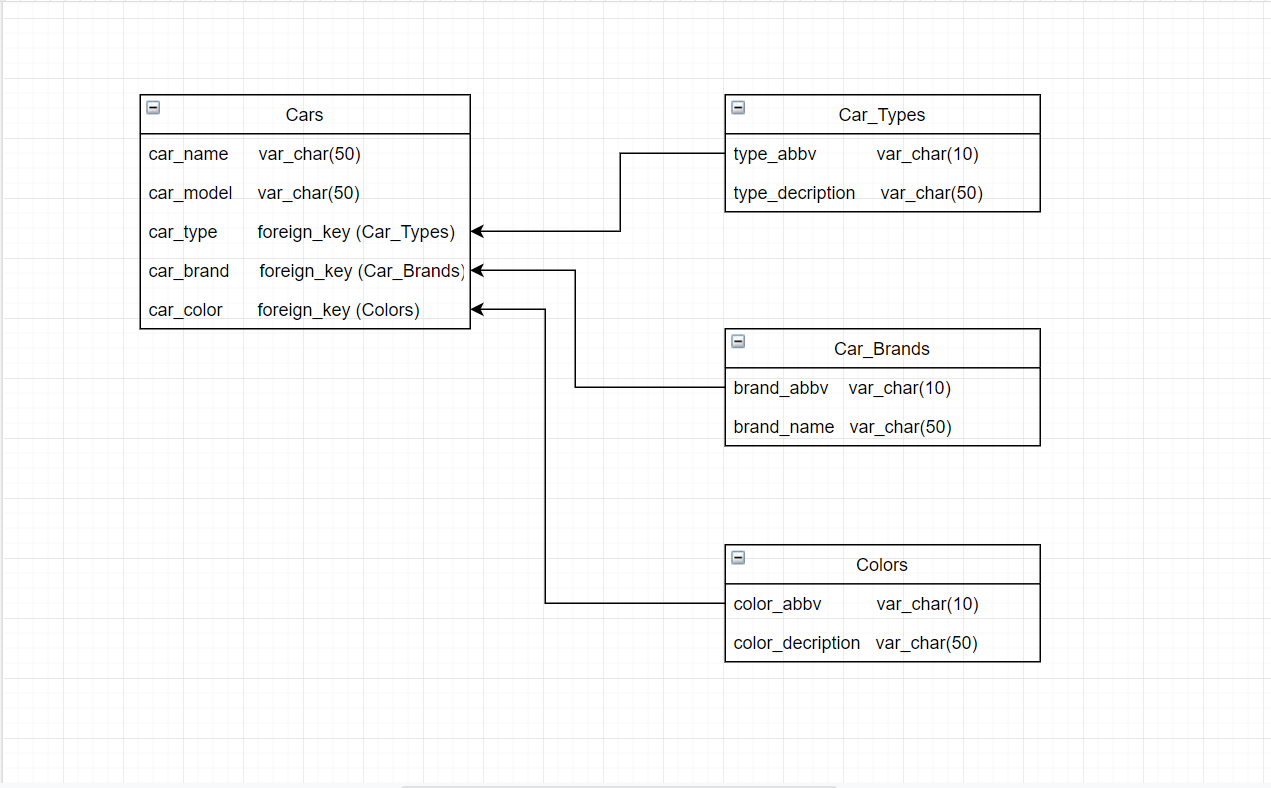 Cars
car_name var_char(50)
car_model var_char(50)
car_type foreign_key (Car_Types)
car_brand foreign_key (Car_Brands)
car_color foreign_key (Colors)
Car_Types
type_abbv var_char(10)
type_decription var_char(50)
Car_Brands
brand_abbv var_char(10)
brand_name var_char(50)
Colors
color_abbv var_char(10)
color_decription var_char(50)